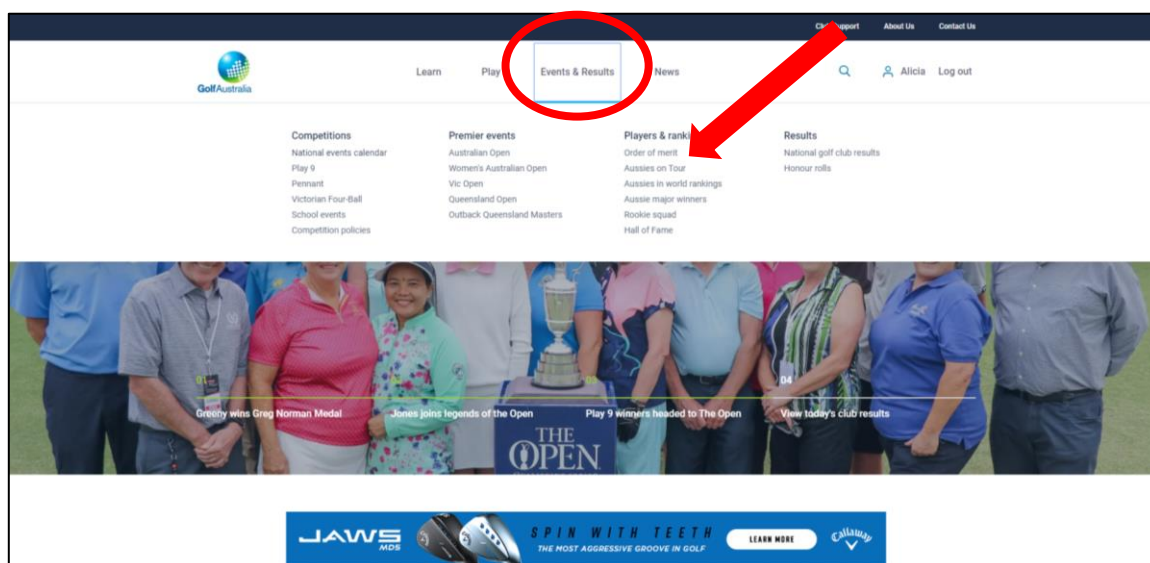 Club Support About Us Contact Us
GolfAustralia Learn Play Events & Results News Alicia Log out
Competitions
National events calendar
Play 9
Pennant
Victorian Four-Ball
School events
Competition policies
Premier events
Australian Open
Women's Australian Open
Vic Open
Queensland Open
Outback Queensland Masters
Players &
Order of merit
Aussies on Tour
Aussies in world rankings
Aussie major winners
Rookie squad
Hall of Fame
Results
National golf club results
Honour rolls
01
Greeny wins Greg Norman Medal
Jones joins legends of the Open
03
Play 9 winners headed to The Open
04
View today's club results
THE
OPEN
JAWS
MD5
SPIN WITH TEETH
THE MOST AGGRESSIVE GROOVE IN GOLF
LEARN MORE
Callaway